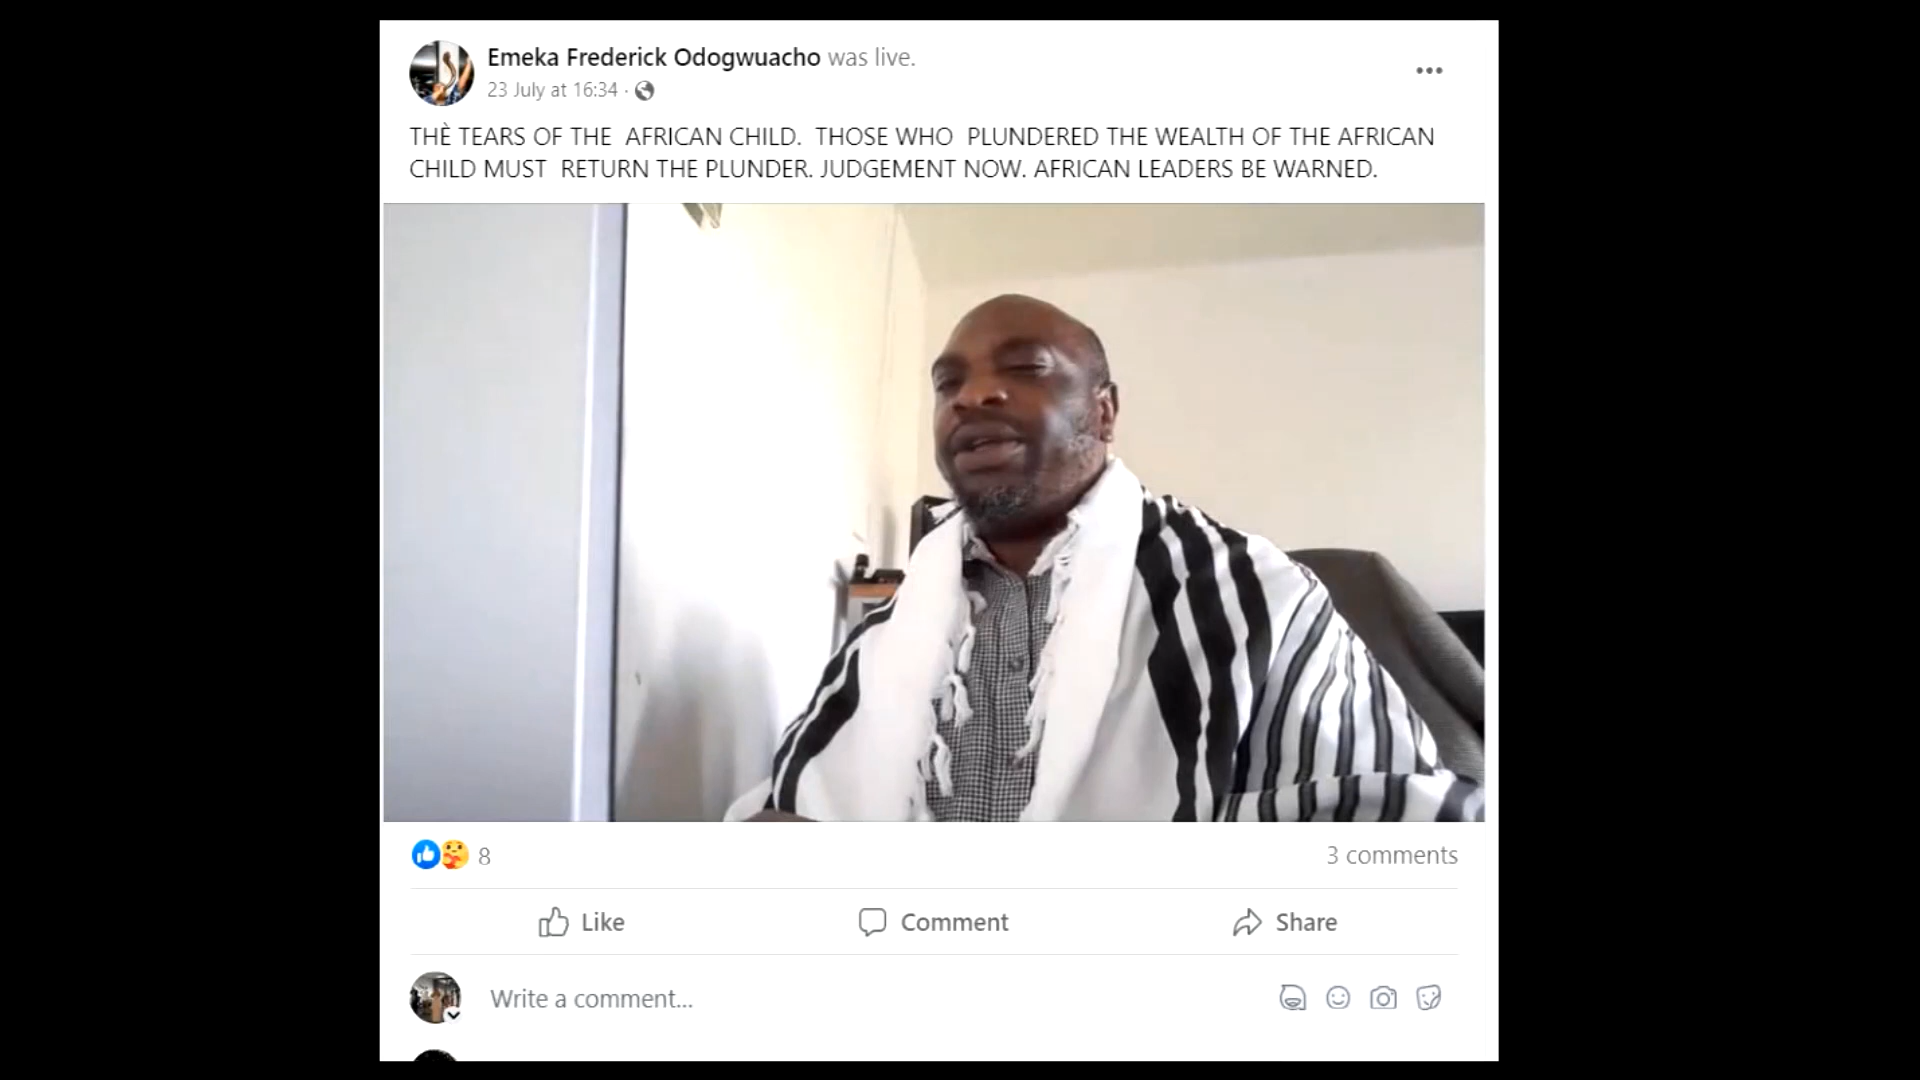 Emeka Frederick Odogwuacho was live.
23 July at 16:34 ·
THÈ TEARS OF THE AFRICAN CHILD. THOSE WHO PLUNDERED THE WEALTH OF THE AFRICAN
CHILD MUST RETURN THE PLUNDER. JUDGEMENT NOW. AFRICAN LEADERS BE WARNED.
8 3 comments
Like Comment Share
Write a comment...